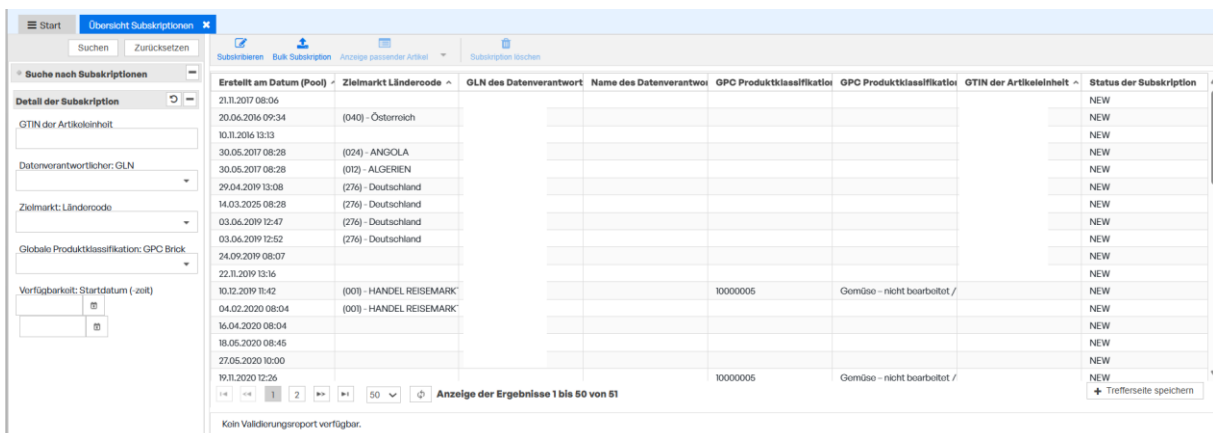 Start
Übersicht Subskriptionen
Suchen Zurücksetzen
Suche nach Subskriptionen
Detail der Subskription
GTIN der Artikeleinheit
Datenverantwortlicher: GLN
Zielmarkt: Ländercode
Globale Produktklassifikation: GPC Brick
Verfügbarkeit: Startdatum (-zeit)
Subskribieren Bulk Subskription Anzeige passender Artikel Subskription löschen
Erstellt am Datum (Pool) Zielmarkt Ländercode GLN des Datenverantwort Name des Datenverantwor GPC Produktklassifikation GPC Produktklassifikation GTIN der Artikeleinheit Status der Subskription
21.11.2017 08:06 NEW
20.06.2016 09:34 (040) - Österreich NEW
10.11.2016 13:13 NEW
30.05.2017 08:28 (024) - ANGOLA NEW
30.05.2017 08:28 (012) - ALGERIEN NEW
29.04.2019 13:08 (276) - Deutschland NEW
14.03.2025 08:28 (276) - Deutschland NEW
03.06.2019 12:47 (276) - Deutschland NEW
03.06.2019 12:52 (276) - Deutschland NEW
24.09.2019 08:07 NEW
22.11.2019 13:16 NEW
10.12.2019 11:42 (001) - HANDEL REISEMARKT 10000005 Gemüse – nicht bearbeitet / NEW
04.02.2020 08:04 (001) - HANDEL REISEMARKT NEW
16.04.2020 08:04 NEW
18.05.2020 08:45 NEW
27.05.2020 10:00 NEW
19.11.2020 12:26 10000005 Gemüse – nicht bearbeitet / NEW
1 2 50 Anzeige der Ergebnisse 1 bis 50 von 51
+ Trefferseite speichern
Kein Validierungsreport verfügbar.